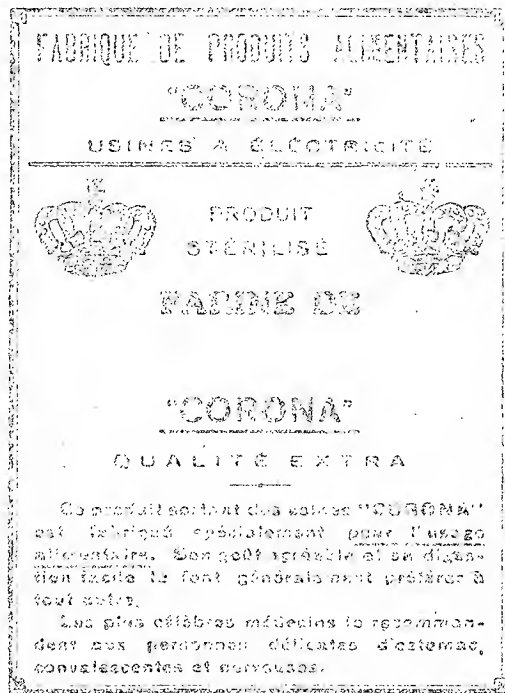 FABRIQUE DE PRODUITS ALIMENTAIRES
"CORONA"
USINES A ÉLÉCTRICITÉ
PRODUIT
STÉRILISÉ
FARINE DE
"CORONA"
QUALITÉ EXTRA
Ce produit sortant des usines "CORONA"
est fabriqué spécialement pour l'usage
alimentaire. Son goût agréable et sa diges-
tion facile le font généralement préférer à
tout autre.
Les plus célèbres médecins le recomman-
dent aux personnes délicates d'estomac,
convalescentes et nerveuses.